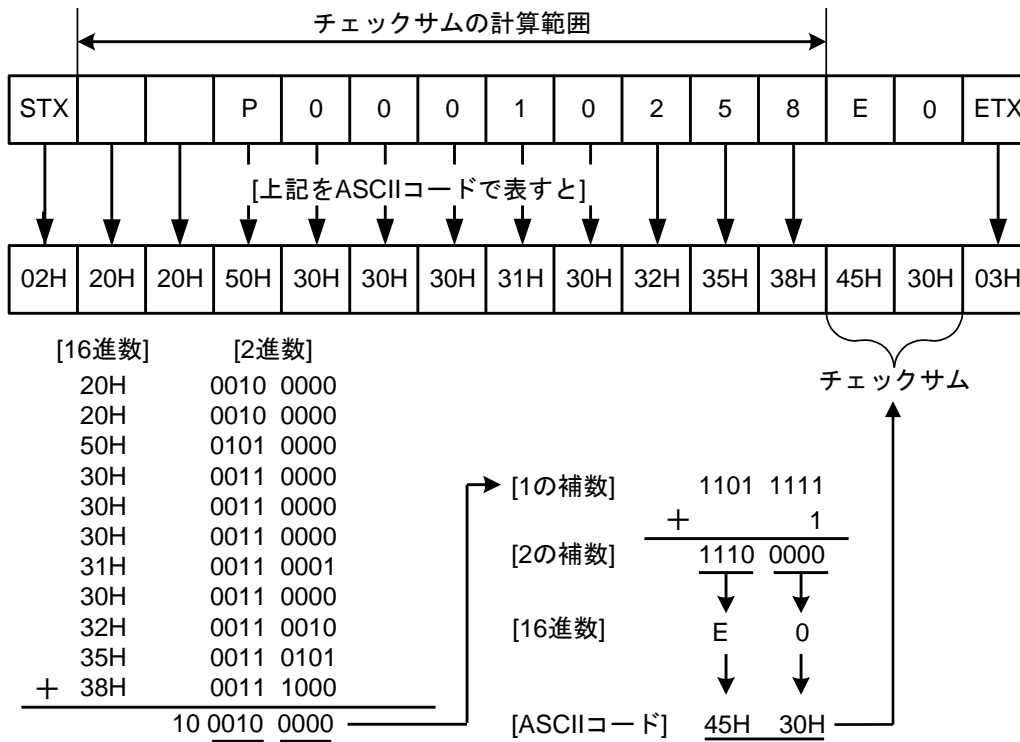 チェックサムの計算範囲
STX P 0 0 0 1 0 2 5 8 E 0 ETX
[上記をASCIIコードで表すと]
02H 20H 20H 50H 30H 30H 30H 31H 30H 32H 35H 38H 45H 30H 03H
チェックサム
[16進数] [2進数]
20H 0010 0000
20H 0010 0000
50H 0101 0000
30H 0011 0000
30H 0011 0000
30H 0011 0000
31H 0011 0001
30H 0011 0000
32H 0011 0010
35H 0011 0101
+ 38H 0011 1000
10 0010 0000
[1の補数] 1101 1111
+ 1
[2の補数] 1110 0000
[16進数] E 0
[ASCIIコード] 45H 30H